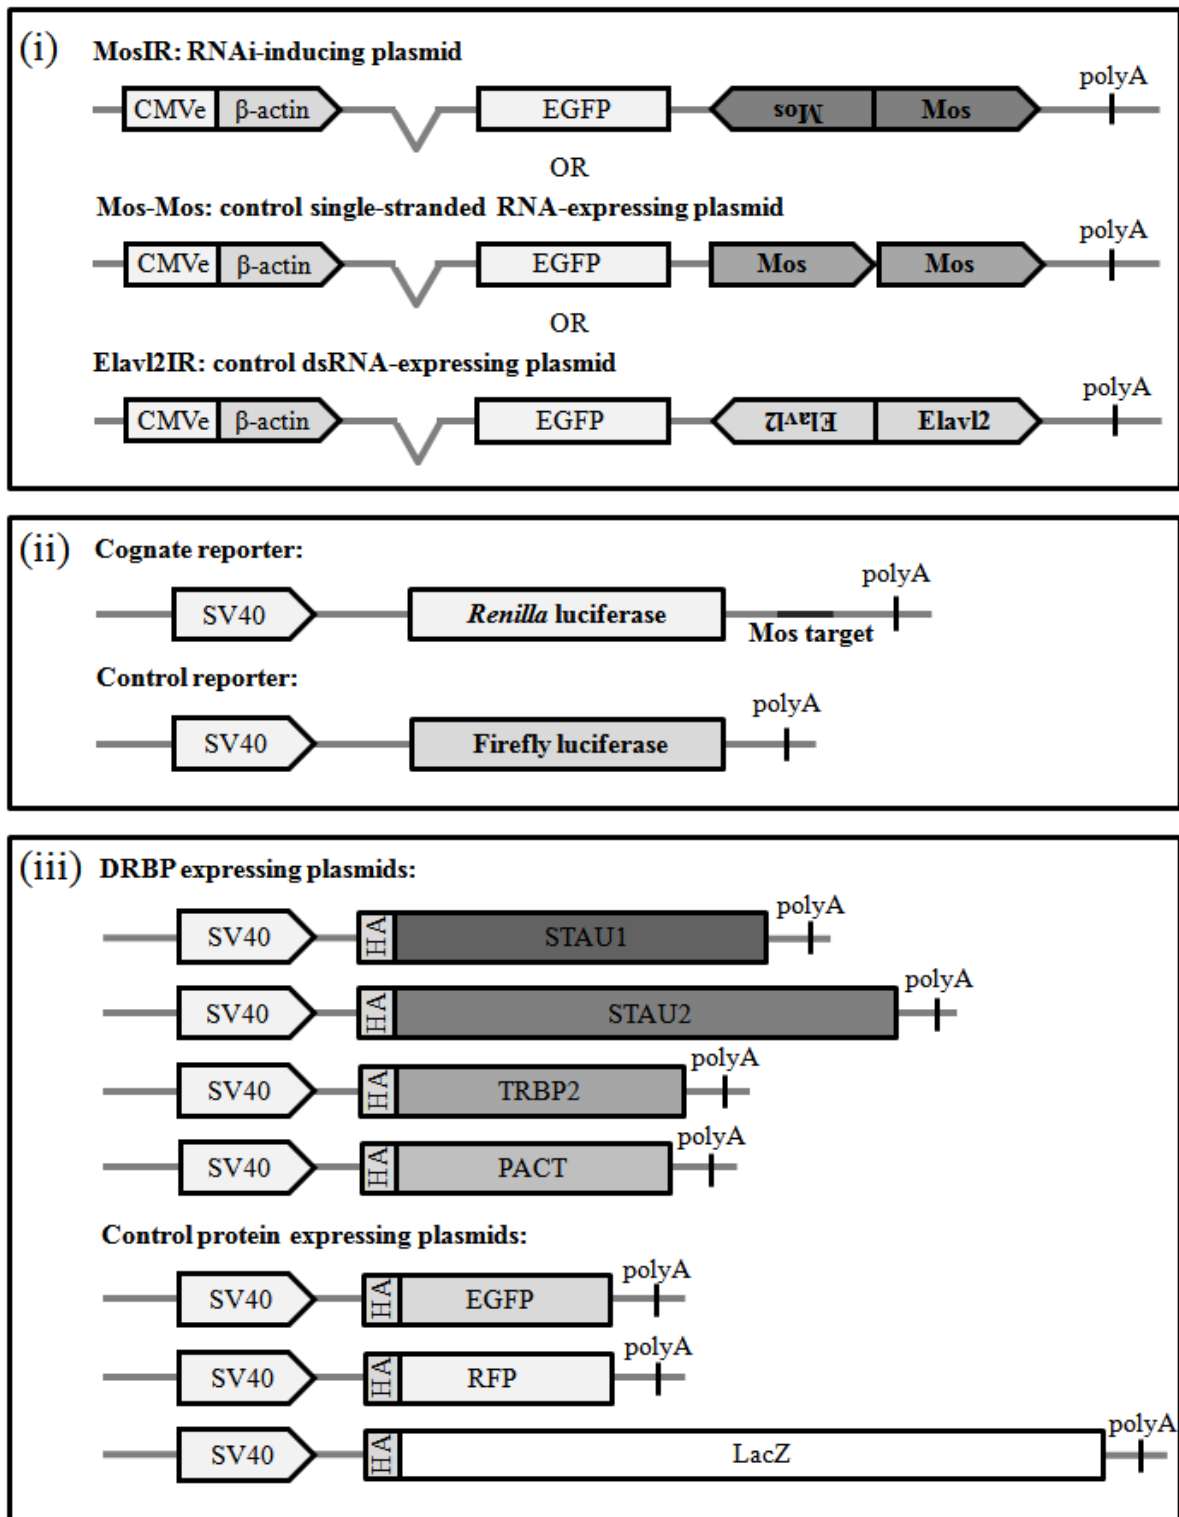 (i) MosIR: RNAi-inducing plasmid
polyA
CMVe β-actin EGFP Mos Mos
OR
Mos-Mos: control single-stranded RNA-expressing plasmid
polyA
CMVe β-actin EGFP Mos Mos
OR
Elavl2IR: control dsRNA-expressing plasmid
polyA
CMVe β-actin EGFP Elavl2 Elavl2
(ii) Cognate reporter:
polyA
SV40 Renilla luciferase
Mos target
Control reporter:
polyA
SV40 Firefly luciferase
(iii) DRBP expressing plasmids:
polyA
SV40 HA STAU1
polyA
SV40 HA STAU2
polyA
SV40 HA TRBP2
polyA
SV40 HA PACT
Control protein expressing plasmids:
polyA
SV40 HA EGFP
polyA
SV40 HA RFP
polyA
SV40 HA LacZ